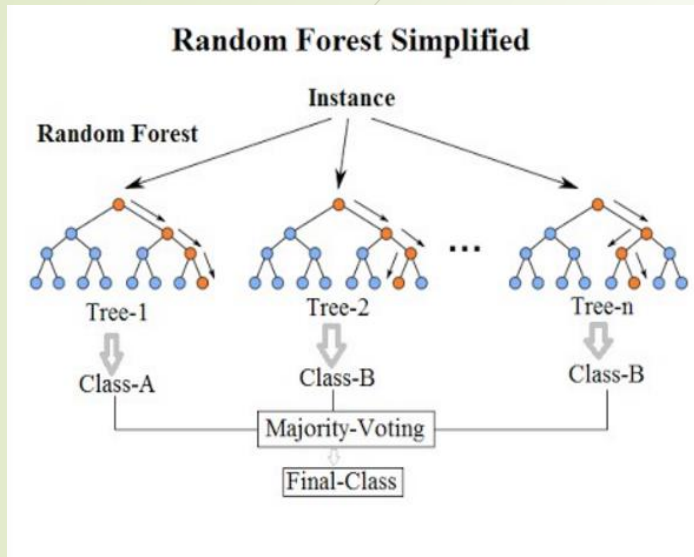 Random Forest Simplified
Instance
Random Forest
...
Tree-1 Tree-2 Tree-n
Class-A Class-B Class-B
Majority-Voting
Final-Class